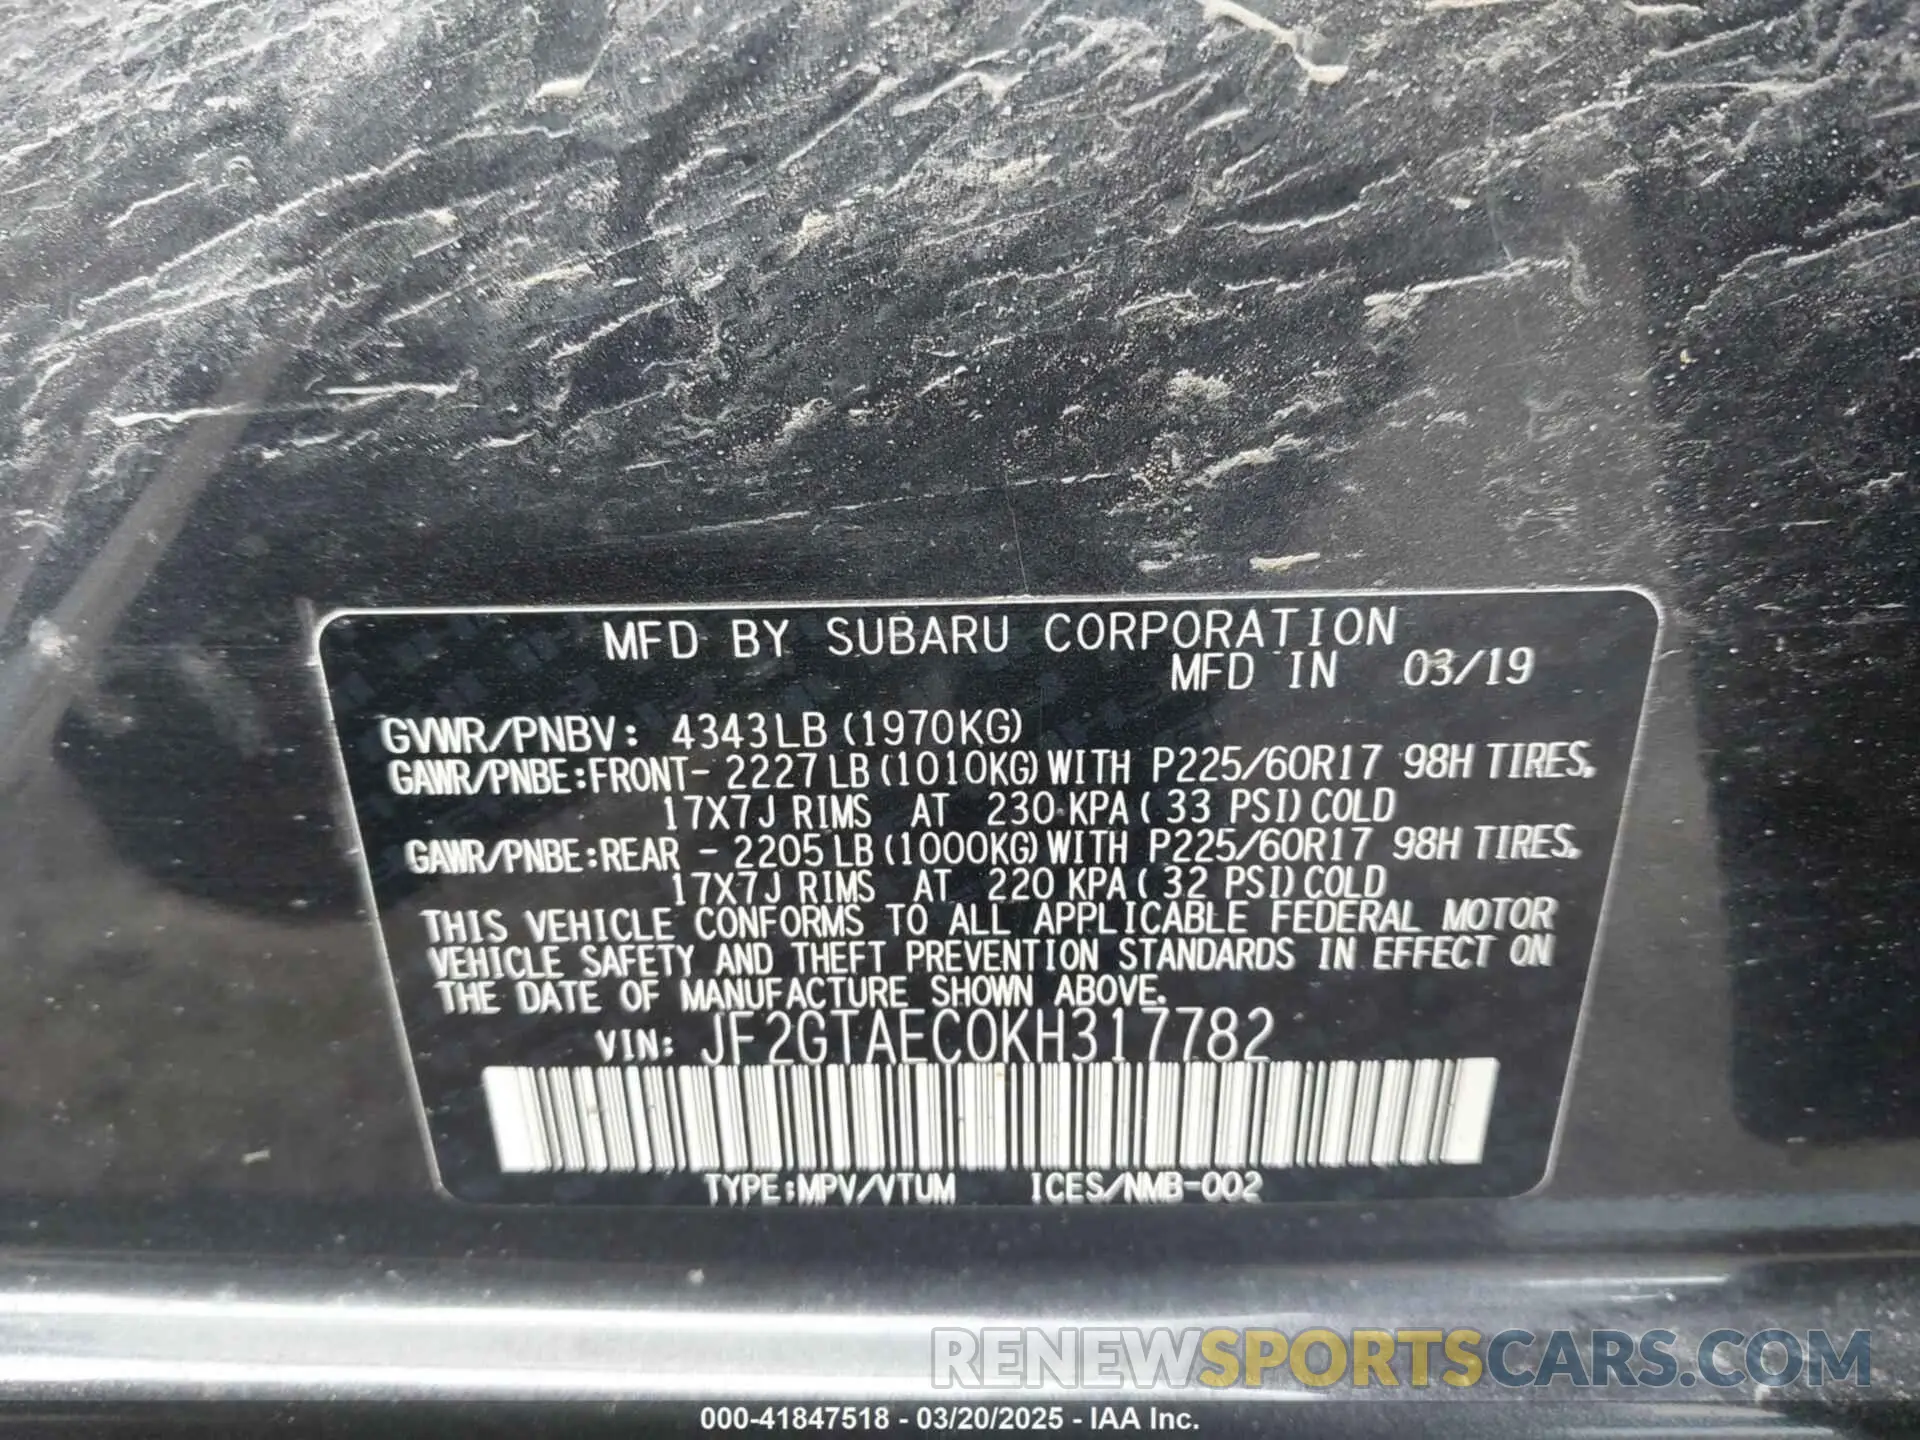 MFD BY SUBARU CORPORATION
MFD IN 03/19
GVWR/PNBV: 4343LB (1970KG)
GAWR/PNBE:FRONT- 2227LB(1010KG)WITH P225/60R17 98H TIRES,
17X7J RIMS AT 230 KPA( 33 PSI)COLD
GAWR/PNBE:REAR - 2205LB(1000KG)WITH P225/60R17 98H TIRES,
17X7J RIMS AT 220 KPA( 32 PSI)COLD
THIS VEHICLE CONFORMS TO ALL APPLICABLE FEDERAL MOTOR
VEHICLE SAFETY AND THEFT PREVENTION STANDARDS IN EFFECT ON
THE DATE OF MANUFACTURE SHOWN ABOVE.
VIN: JF2GTAEC0KH317782
TYPE:MPV/VTUM ICES/NMB-002
RENEWSPORTSCARS.COM
000-41847518 - 03/20/2025 - IAA Inc.